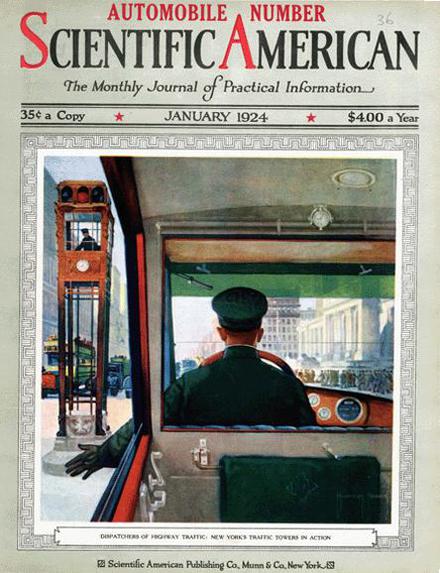 AUTOMOBILE NUMBER
36
SCIENTIFIC AMERICAN
The Monthly Journal of Practical Information
35¢ a Copy ★ JANUARY 1924 ★ $4.00 a Year
DISPATCHERS OF HIGHWAY TRAFFIC: NEW YORK'S TRAFFIC TOWERS IN ACTION
Scientific American Publishing Co., Munn & Co., New York